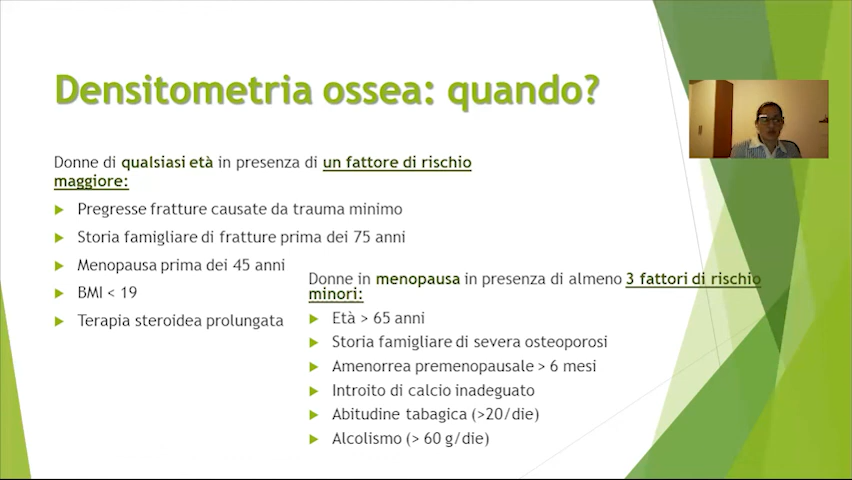 Densitometria ossea: quando?
Donne di qualsiasi età in presenza di un fattore di rischio
maggiore:
Pregresse fratture causate da trauma minimo
Storia famigliare di fratture prima dei 75 anni
Menopausa prima dei 45 anni
BMI < 19
Terapia steroidea prolungata
Donne in menopausa in presenza di almeno 3 fattori di rischio
minori:
Età > 65 anni
Storia famigliare di severa osteoporosi
Amenorrea premenopausale > 6 mesi
Introito di calcio inadeguato
Abitudine tabagica (>20/die)
Alcolismo (> 60 g/die)